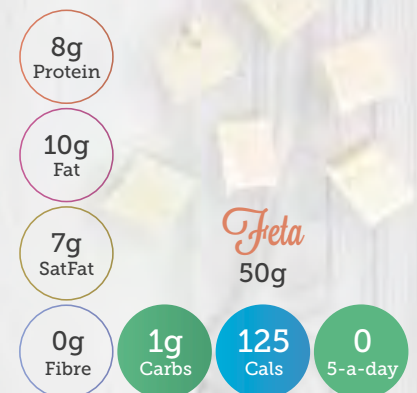 8g
Protein
10g
Fat
7g
SatFat
Feta
50g
0g
Fibre
1g
Carbs
125
Cals
0
5-a-day